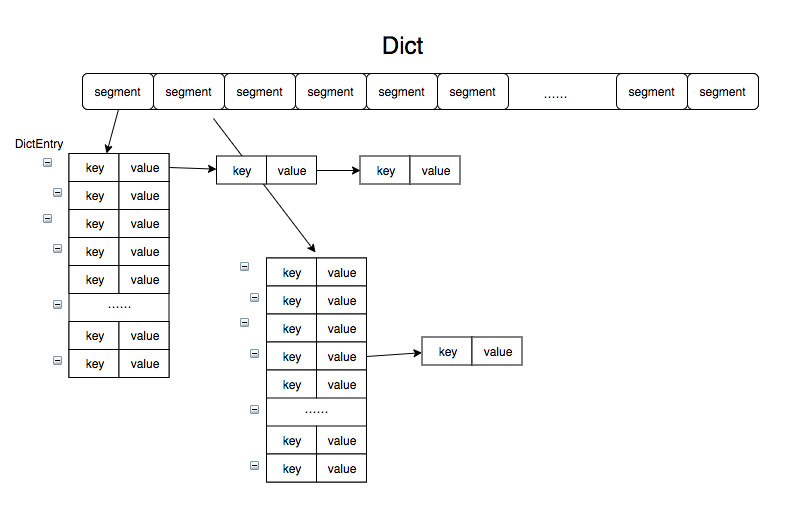 Dict
segment segment segment segment segment segment ...... segment segment
DictEntry
key value key value key value
key value
key value
key value
key value
......
key value
key value
key value
key value
key value
key value key value
key value
......
key value
key value